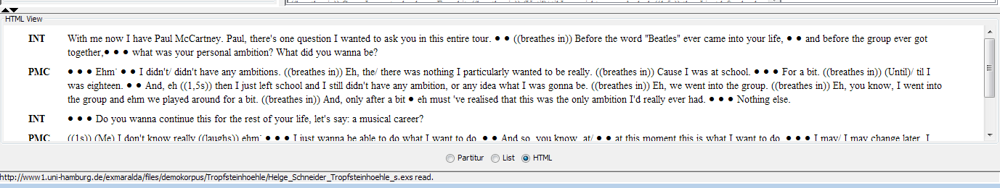 HTML View
INT With me now I have Paul McCartney. Paul, there's one question I wanted to ask you in this entire tour. ● ● ((breathes in)) Before the word "Beatles" ever came into your life, ● ● and before the group ever got
together,● ● ● what was your personal ambition? What did you wanna be?
PMC ● ● ● Ehm˙ ● ● I didn't/ didn't have any ambitions. ((breathes in)) Eh, the/ there was nothing I particularly wanted to be really. ((breathes in)) Cause I was at school. ● ● ● For a bit. ((breathes in)) (Until)/ til I
was eighteen. ● ● And, eh ((1,5s)) then I just left school and I still didn't have any ambition, or any idea what I was gonna be. ((breathes in)) Eh, we went into the group. ((breathes in)) Eh, you know, I went into
the group and ehm we played around for a bit. ((breathes in)) And, only after a bit ● eh must 've realised that this was the only ambition I'd really ever had. ● ● ● Nothing else.
INT ● ● ● Do you wanna continue this for the rest of your life, let's say: a musical career?
PMC ((1s)) (Me) I don't know really ((laughs)) ehm˙ ● ● ● I just wanna be able to do what I want to do. ● ● And so, you know, at/ ● ● at this moment this is what I want to do. ● ● ● I may/ I may change later. I
Partitur List HTML
http://www1.uni-hamburg.de/exmaralda/files/demokorpus/Tropfsteinhoehle/Helge_Schneider_Tropfsteinhoehle_s.exs read.